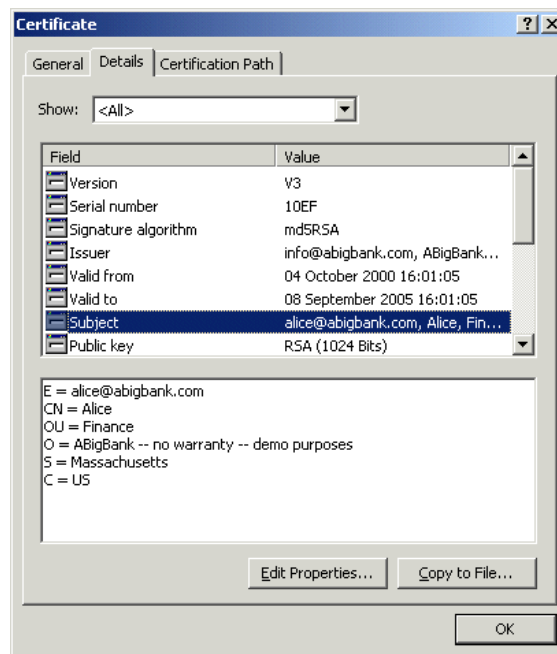 Certificate
General Details Certification Path
Show: <All>
Field Value
Version V3
Serial number 10EF
Signature algorithm md5RSA
Issuer info@abigbank.com, ABigBank...
Valid from 04 October 2000 16:01:05
Valid to 08 September 2005 16:01:05
Subject alice@abigbank.com, Alice, Fin...
Public key RSA (1024 Bits)
E = alice@abigbank.com
CN = Alice
OU = Finance
O = ABigBank -- no warranty -- demo purposes
S = Massachusetts
C = US
Edit Properties... Copy to File...
OK